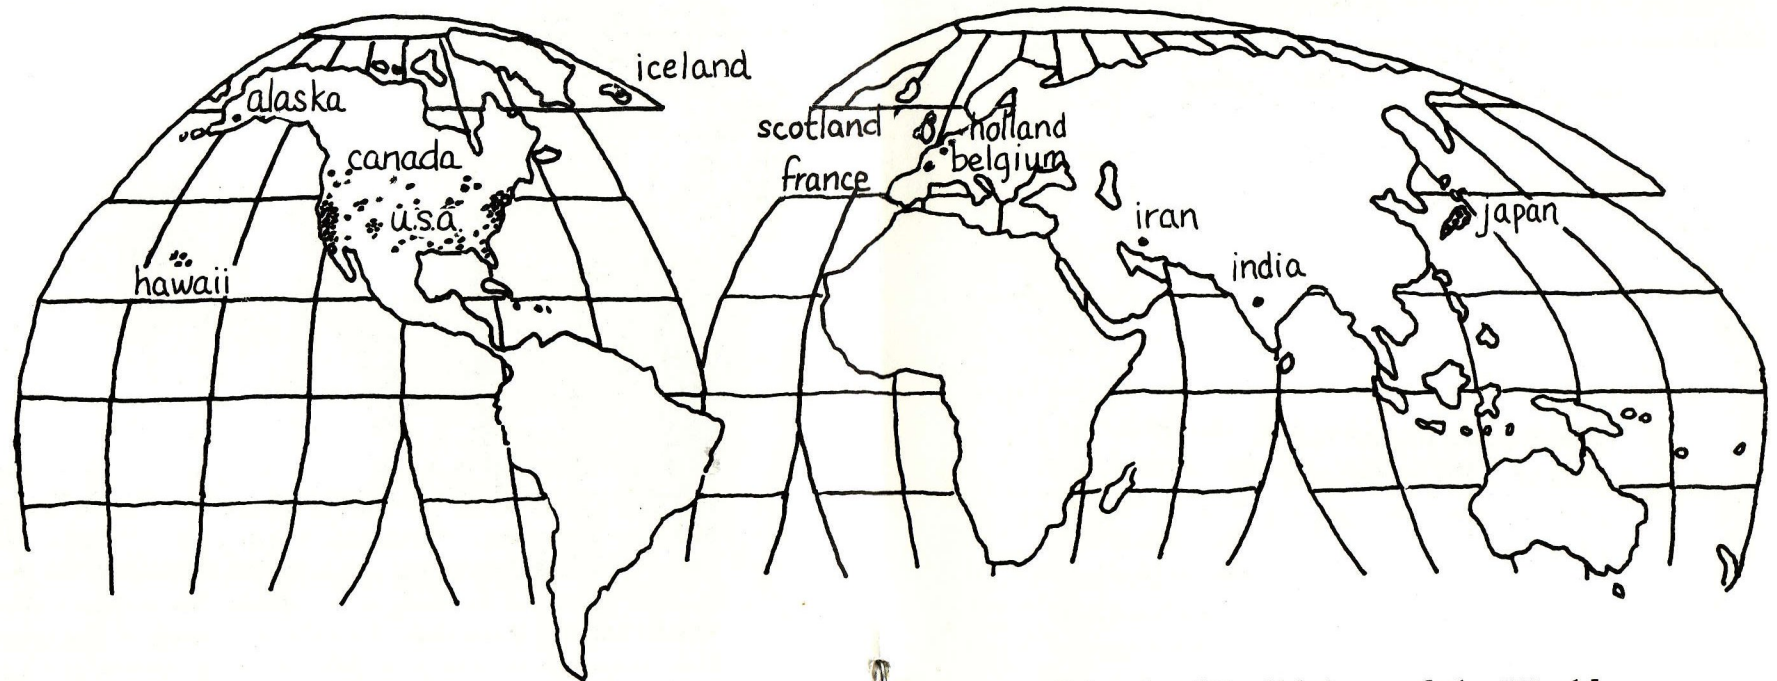 iceland
alaska
scotland
holland
canada
belgium
france
u.s.a.
iran
japan
hawaii
india